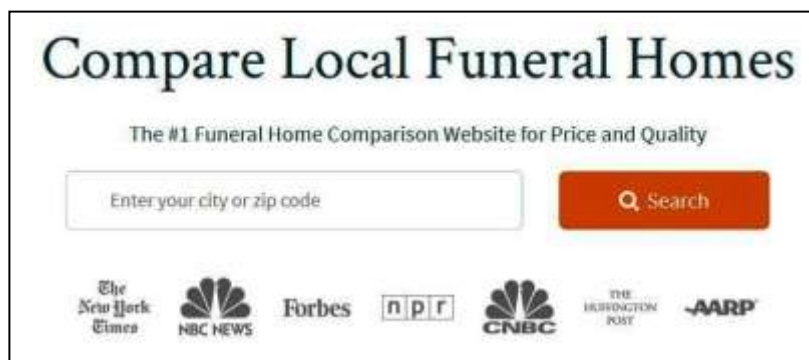 Compare Local Funeral Homes
The #1 Funeral Home Comparison Website for Price and Quality
Enter your city or zip code
Search
The
New York
Times
NBC NEWS
Forbes
npr
CNBC
THE
HUFFINGTON
POST
AARP